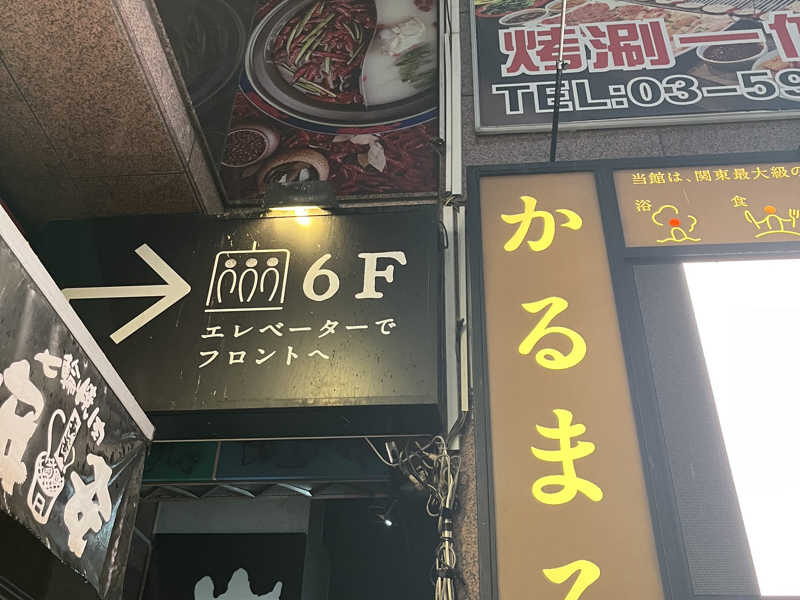 烤涮一
TEL:03-59
当館は、関東最大級の
浴 食
かるまる
6F
エレベーターで
フロントへ